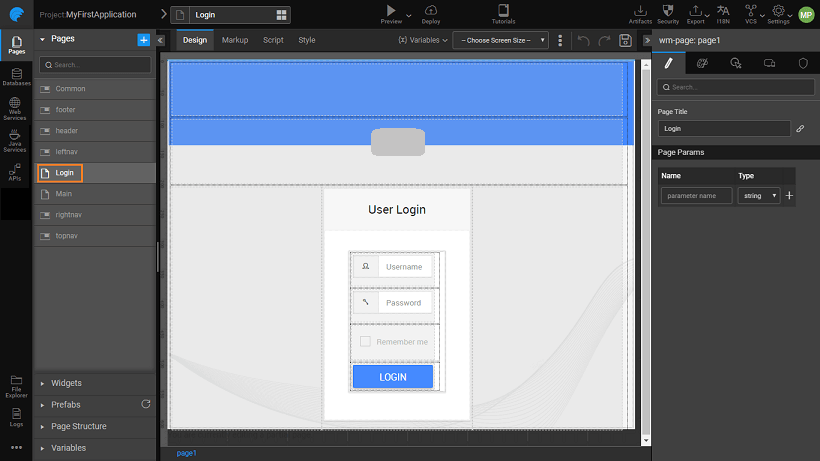 Project:MyFirstApplication
Login
Preview
Deploy
Tutorials
Artifacts
Security
Export
I18N
VCS
Settings
MP
Pages
Databases
Web
Services
Java
Services
APIs
File
Explorer
Logs
Pages
Search...
Common
footer
header
leftnav
Login
Main
rightnav
topnav
Widgets
Prefabs
Page Structure
Variables
Design
Markup
Script
Style
(x) Variables
-- Choose Screen Size --
User Login
Username
Password
Remember me
LOGIN
page1
wm-page: page1
Search...
Page Title
Login
Page Params
Name
Type
parameter name
string